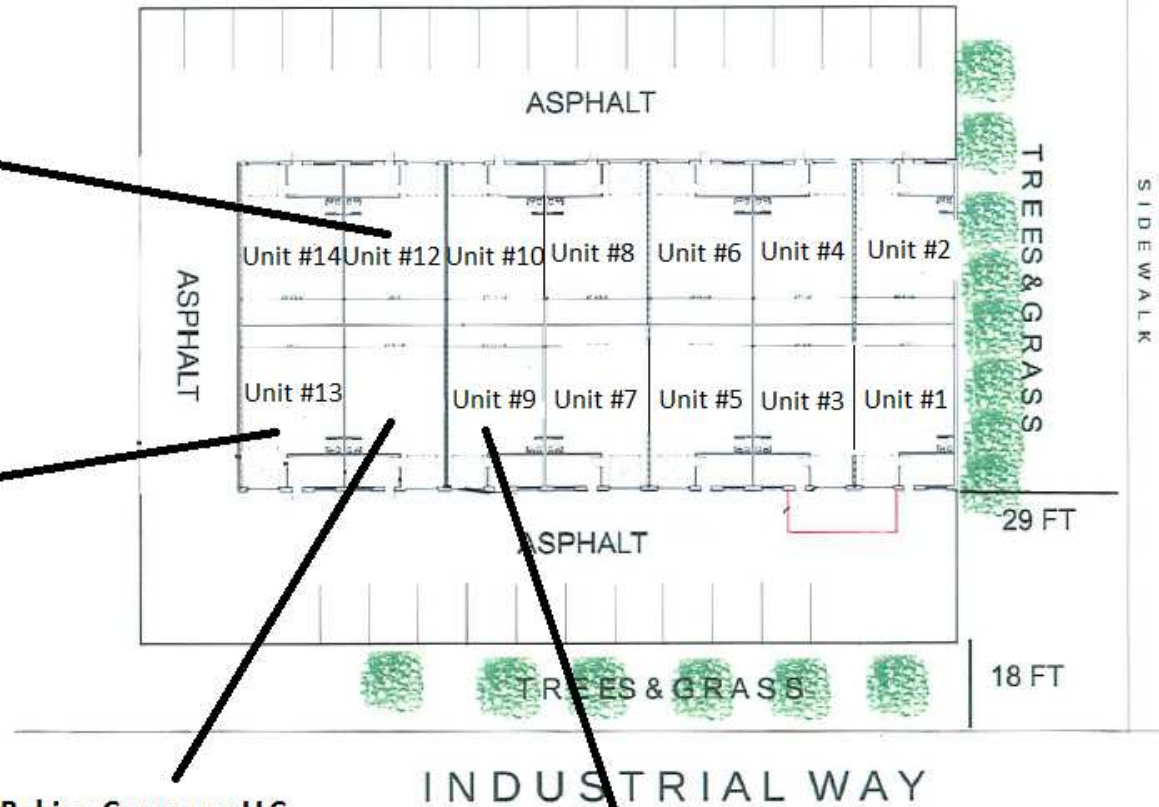 ASPHALT
TREES & GRASS
SIDEWALK
ASPHALT
Unit #14 Unit #12 Unit #10 Unit #8 Unit #6 Unit #4 Unit #2
Unit #13 Unit #9 Unit #7 Unit #5 Unit #3 Unit #1
29 FT
ASPHALT
18 FT
TREES & GRASS
INDUSTRIAL WAY